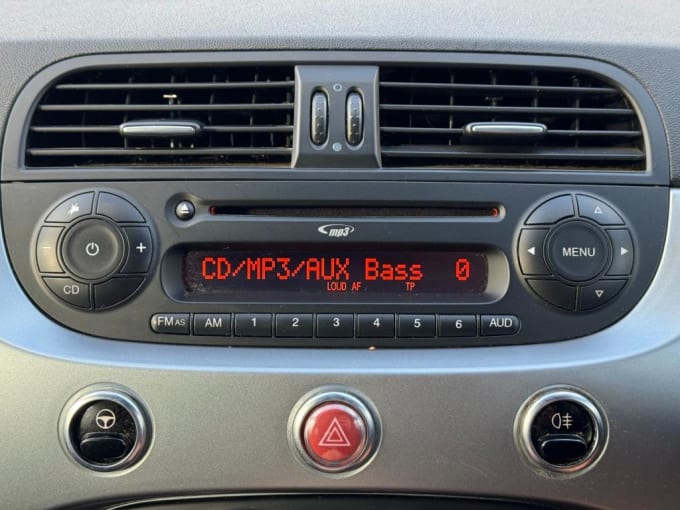 mp3
CD/MP3/AUX Bass 0
LOUD AF TP
− +
CD
MENU
FM AS AM 1 2 3 4 5 6 AUD